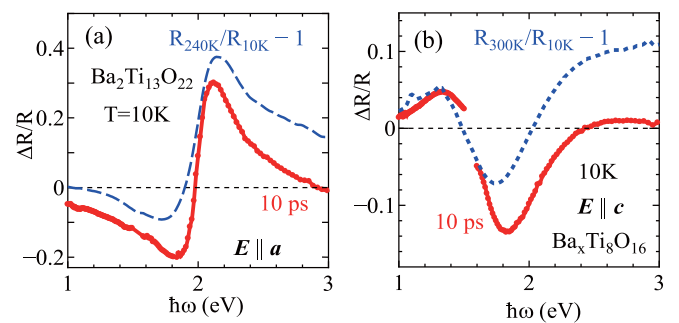 (a)
R240K/R10K − 1
Ba2Ti13O22
T=10K
10 ps
E ∥ a
0.4
0.2
0
−0.2
ΔR/R
1
2
3
ħω (eV)
(b)
R300K/R10K − 1
10K
10 ps
E ∥ c
BaxTi8O16
0.1
0
−0.1
ΔR/R
1
2
3
ħω (eV)